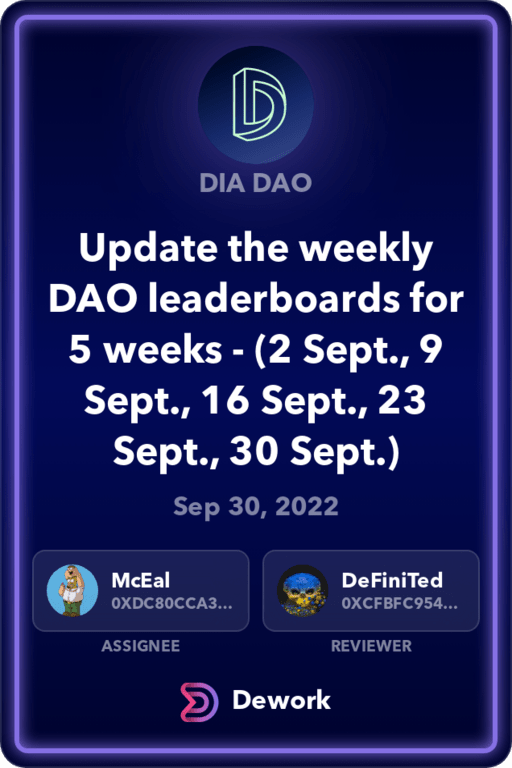 DIA DAO
Update the weekly
DAO leaderboards for
5 weeks - (2 Sept., 9
Sept., 16 Sept., 23
Sept., 30 Sept.)
Sep 30, 2022
McEal
0XDC80CCA3...
ASSIGNEE
DeFiniTed
0XCFBFC954...
REVIEWER
Dework